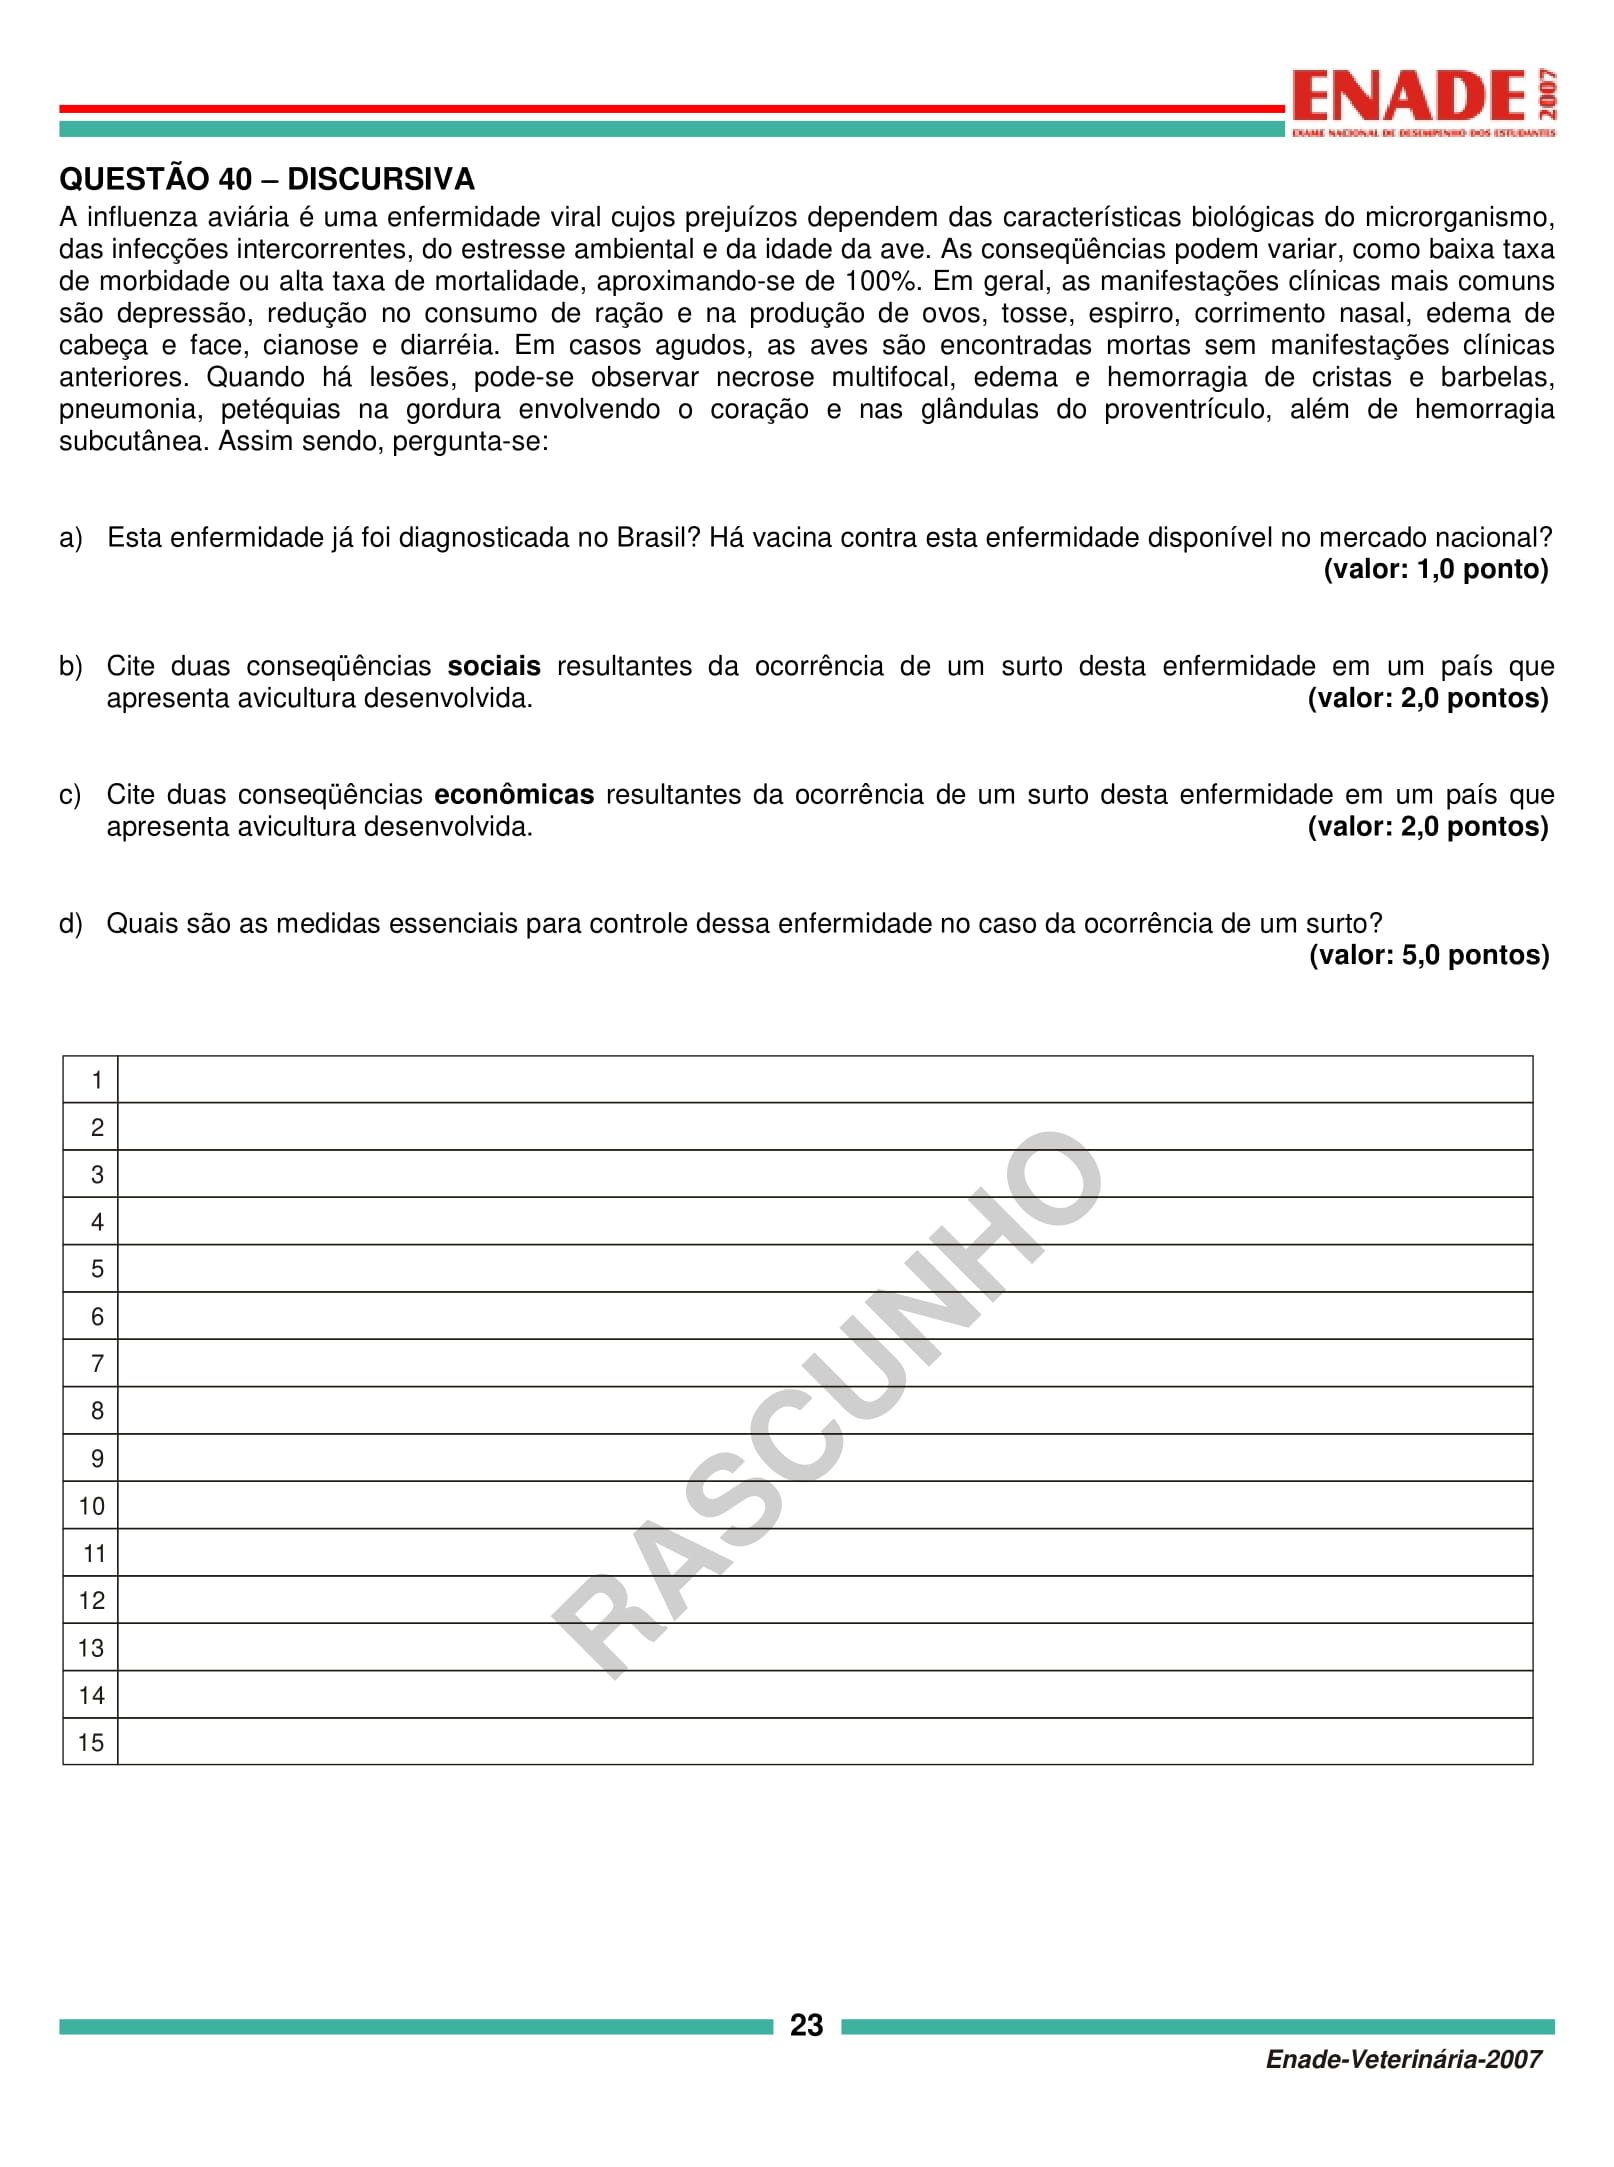 ENADE 2007
EXAME NACIONAL DE DESEMPENHO DOS ESTUDANTES
QUESTÃO 40 – DISCURSIVA
A influenza aviária é uma enfermidade viral cujos prejuízos dependem das características biológicas do microrganismo,
das infecções intercorrentes, do estresse ambiental e da idade da ave. As conseqüências podem variar, como baixa taxa
de morbidade ou alta taxa de mortalidade, aproximando-se de 100%. Em geral, as manifestações clínicas mais comuns
são depressão, redução no consumo de ração e na produção de ovos, tosse, espirro, corrimento nasal, edema de
cabeça e face, cianose e diarréia. Em casos agudos, as aves são encontradas mortas sem manifestações clínicas
anteriores. Quando há lesões, pode-se observar necrose multifocal, edema e hemorragia de cristas e barbelas,
pneumonia, petéquias na gordura envolvendo o coração e nas glândulas do proventrículo, além de hemorragia
subcutânea. Assim sendo, pergunta-se:
a) Esta enfermidade já foi diagnosticada no Brasil? Há vacina contra esta enfermidade disponível no mercado nacional?
(valor: 1,0 ponto)
b) Cite duas conseqüências sociais resultantes da ocorrência de um surto desta enfermidade em um país que
apresenta avicultura desenvolvida. (valor: 2,0 pontos)
c) Cite duas conseqüências econômicas resultantes da ocorrência de um surto desta enfermidade em um país que
apresenta avicultura desenvolvida. (valor: 2,0 pontos)
d) Quais são as medidas essenciais para controle dessa enfermidade no caso da ocorrência de um surto?
(valor: 5,0 pontos)
1
2
3
4
5
6
7
8
9
10
11
12
13
14
15
RASCUNHO
23
Enade-Veterinária-2007